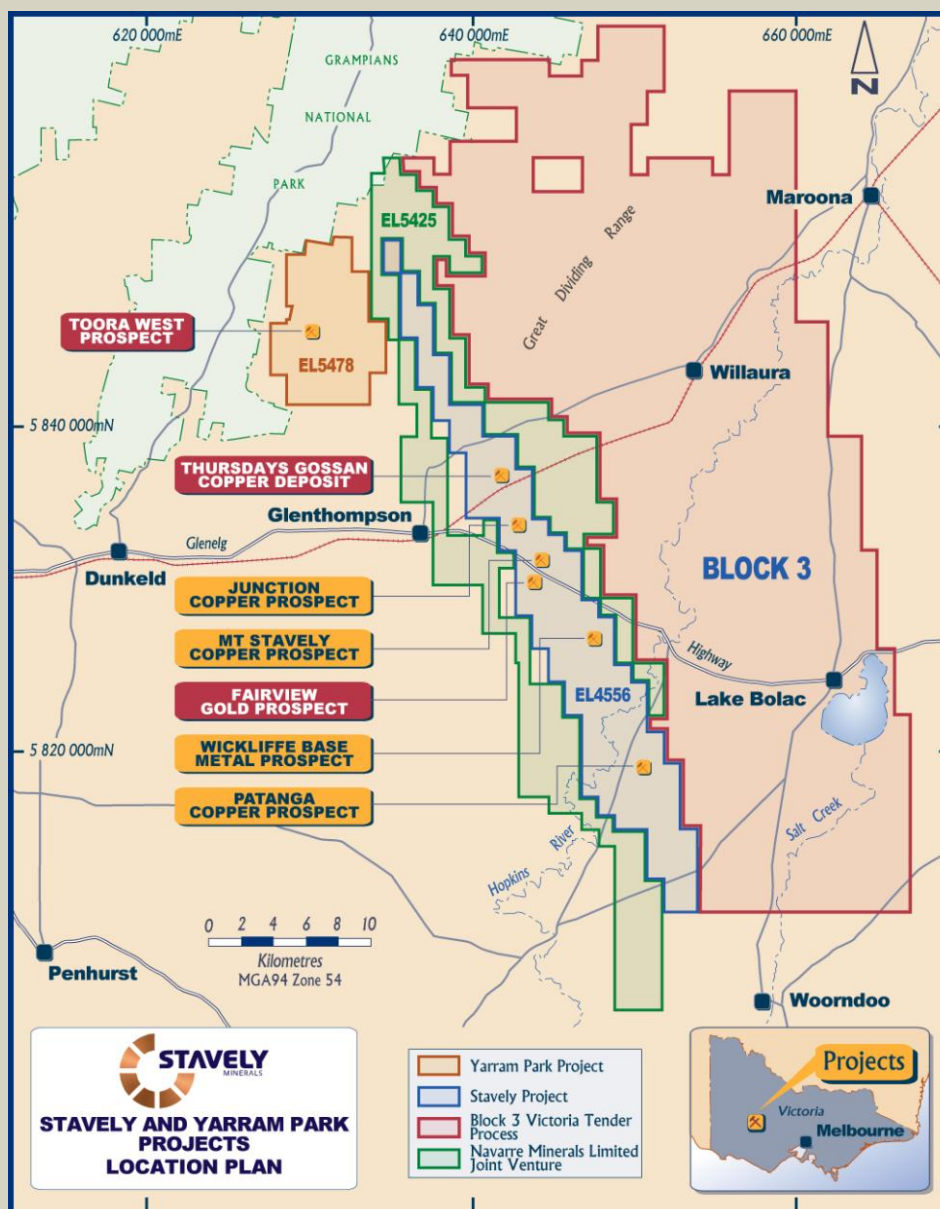 620 000mE
640 000mE
660 000mE
GRAMPIANS
NATIONAL
PARK
N
Maroona
EL5425
Great Dividing Range
TOORA WEST
PROSPECT
EL5478
Willaura
5 840 000mN
THURSDAYS GOSSAN
COPPER DEPOSIT
Glenthompson
Glenelg
Dunkeld
BLOCK 3
JUNCTION
COPPER PROSPECT
MT STAVELY
COPPER PROSPECT
Highway
FAIRVIEW
GOLD PROSPECT
EL4556
Lake Bolac
5 820 000mN
WICKLIFFE BASE
METAL PROSPECT
PATANGA
COPPER PROSPECT
Salt Creek
Hopkins River
0 2 4 6 8 10
Kilometres
MGA94 Zone 54
Penhurst
Woorndoo
STAVELY
MINERALS
STAVELY AND YARRAM PARK
PROJECTS
LOCATION PLAN
Yarram Park Project
Stavely Project
Block 3 Victoria Tender
Process
Navarre Minerals Limited
Joint Venture
Projects
Victoria
Melbourne